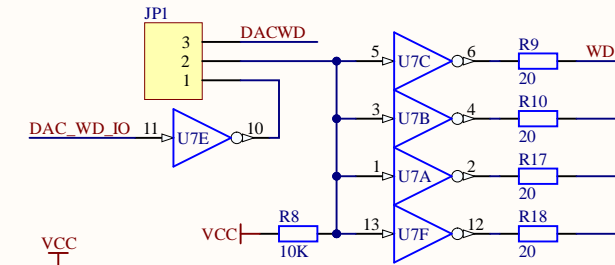 JP1
3 DACWD
2
1
DAC_WD_IO 11 U7E 10
5 U7C 6 R9 20 WD
3 U7B 4 R10 20
1 U7A 2 R17 20
VCC R8 10K 13 U7F 12 R18 20
VCC